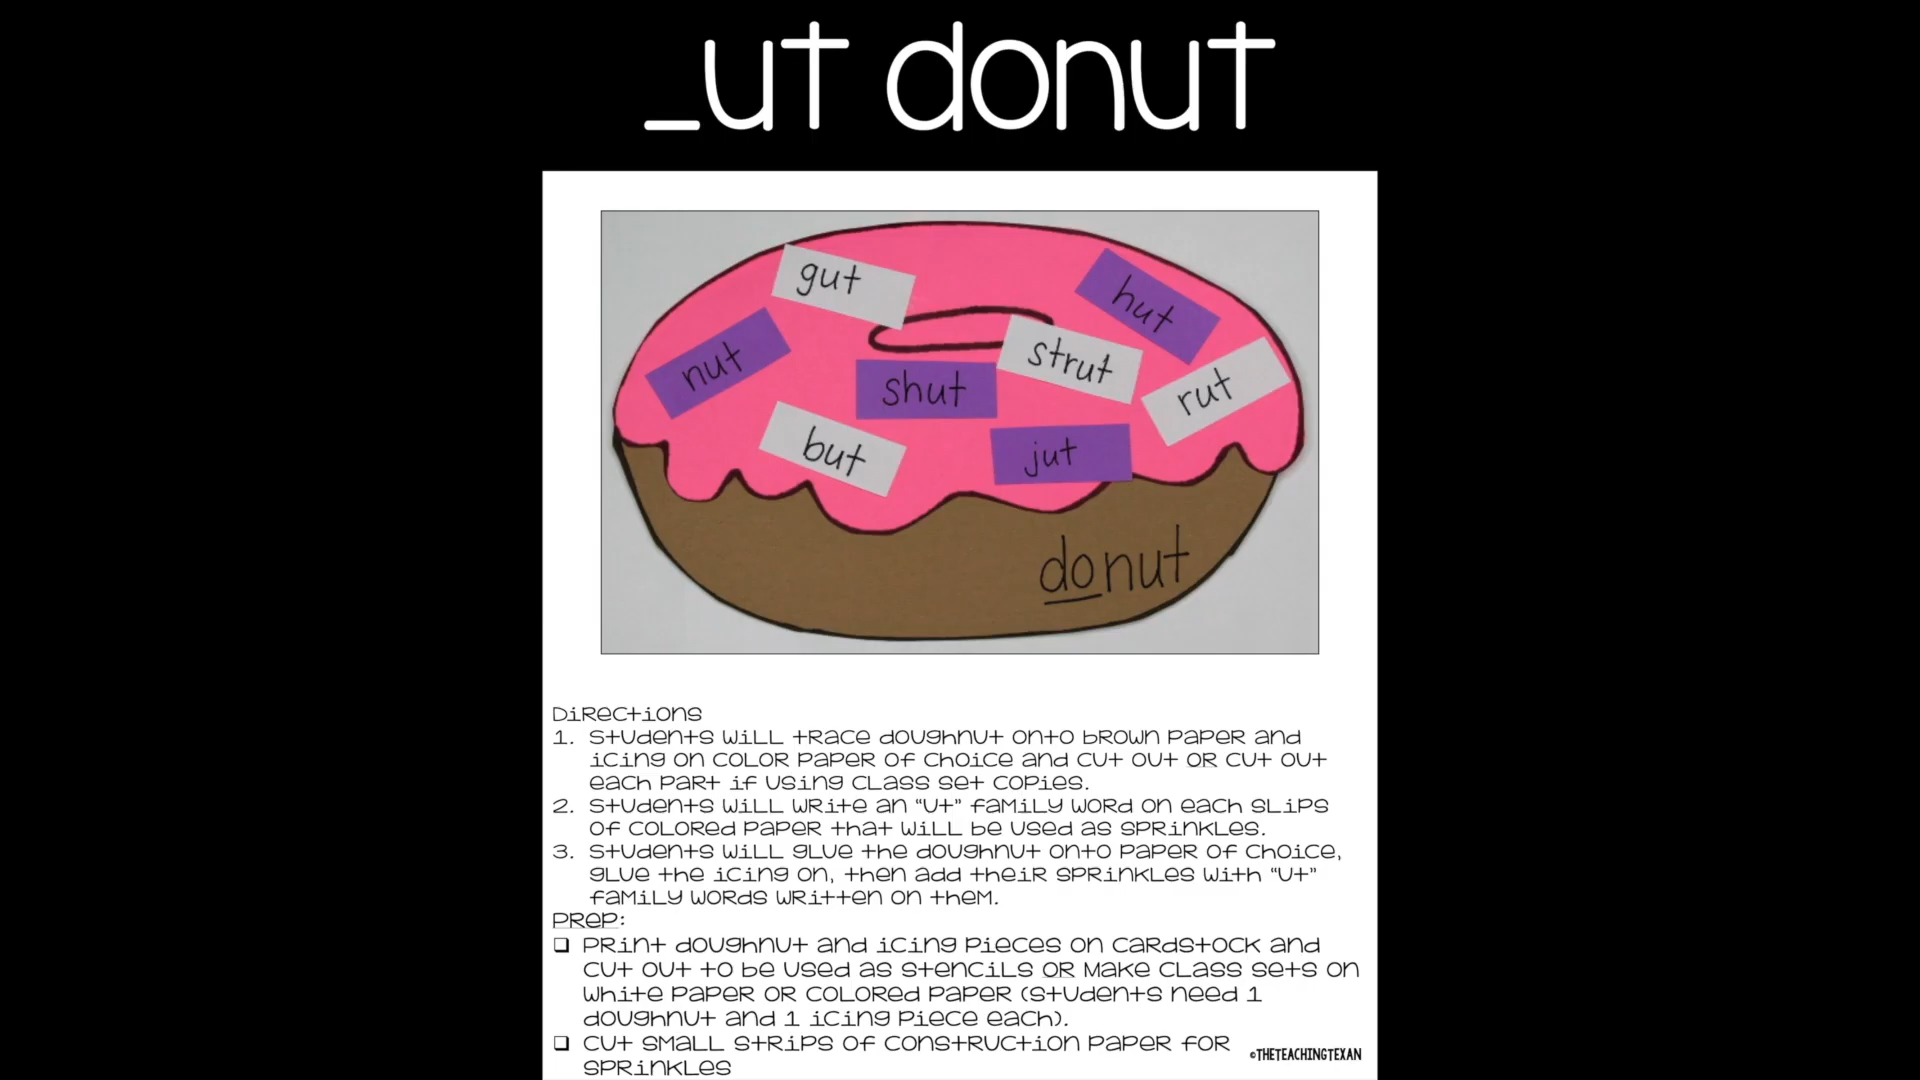 _ut donut
gut
hut
nut
strut
shut
rut
but
jut
donut
Directions
1. Students will trace doughnut onto brown paper and
icing on color paper of choice and cut out OR cut out
each part if using class set copies.
2. Students will write an “ut” family word on each slips
of colored paper that will be used as sprinkles.
3. Students will glue the doughnut onto paper of choice,
glue the icing on, then add their sprinkles with “ut”
family words written on them.
Prep:
❑ Print doughnut and icing pieces on cardstock and
cut out to be used as stencils OR make class sets on
white paper or colored paper (students need 1
doughnut and 1 icing piece each).
❑ Cut small strips of construction paper for
sprinkles
©THETEACHINGTEXAN